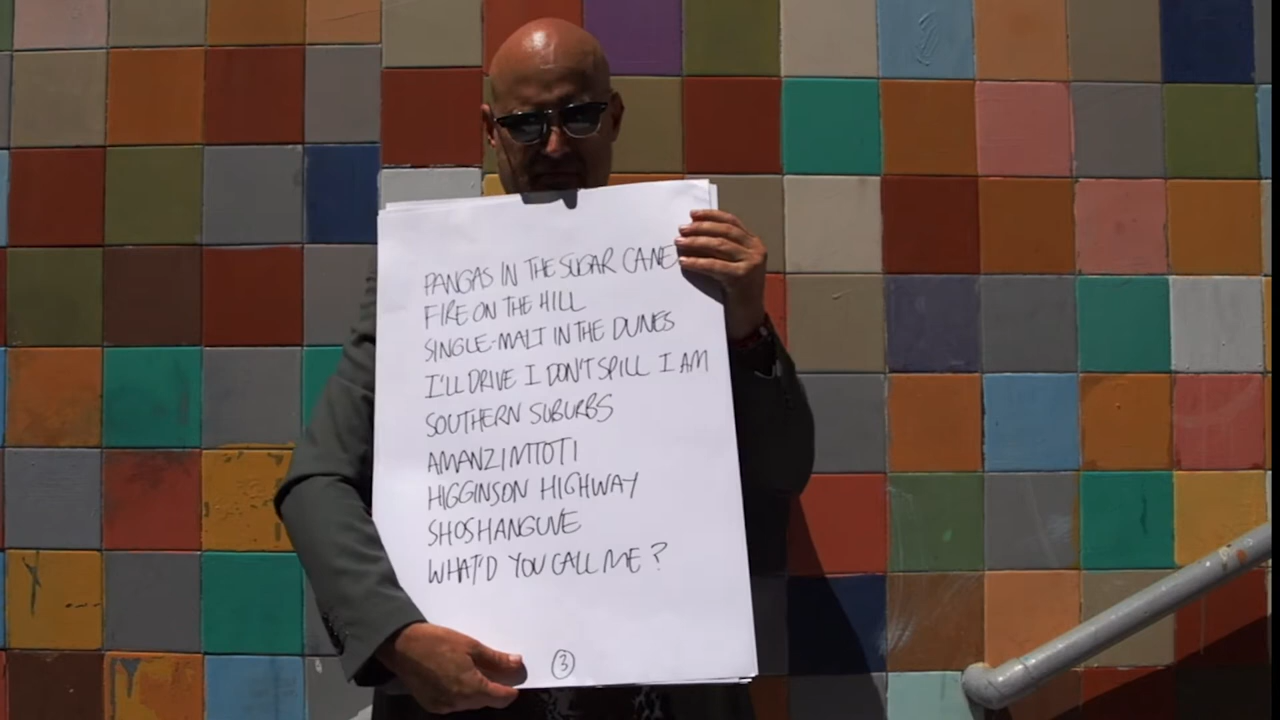 PANGAS IN THE SUGAR CANE
FIRE ON THE HILL
SINGLE-MALT IN THE DUNES
I'LL DRIVE I DON'T SPILL I AM
SOUTHERN SUBURBS
AMANZIMTOTI
HIGGINSON HIGHWAY
SHOSHANGUVE
WHAT'D YOU CALL ME?
3